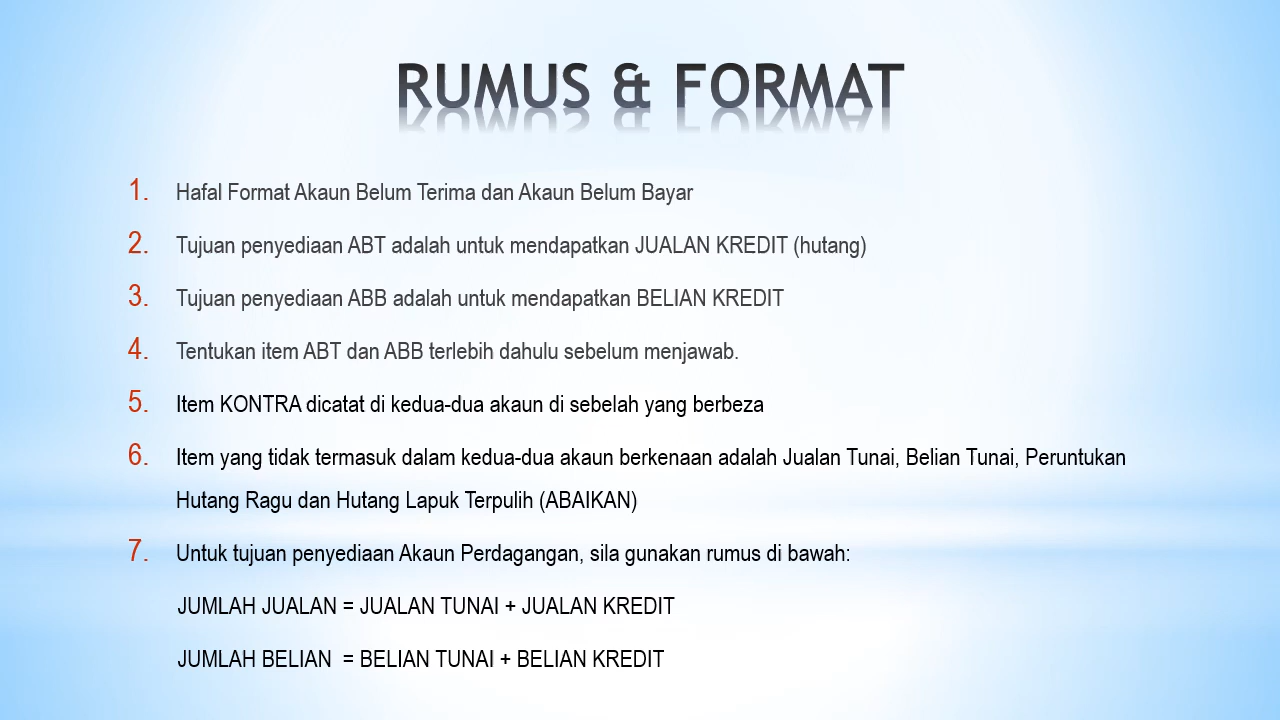 RUMUS & FORMAT
1. Hafal Format Akaun Belum Terima dan Akaun Belum Bayar
2. Tujuan penyediaan ABT adalah untuk mendapatkan JUALAN KREDIT (hutang)
3. Tujuan penyediaan ABB adalah untuk mendapatkan BELIAN KREDIT
4. Tentukan item ABT dan ABB terlebih dahulu sebelum menjawab.
5. Item KONTRA dicatat di kedua-dua akaun di sebelah yang berbeza
6. Item yang tidak termasuk dalam kedua-dua akaun berkenaan adalah Jualan Tunai, Belian Tunai, Peruntukan
Hutang Ragu dan Hutang Lapuk Terpulih (ABAIKAN)
7. Untuk tujuan penyediaan Akaun Perdagangan, sila gunakan rumus di bawah:
JUMLAH JUALAN = JUALAN TUNAI + JUALAN KREDIT
JUMLAH BELIAN = BELIAN TUNAI + BELIAN KREDIT